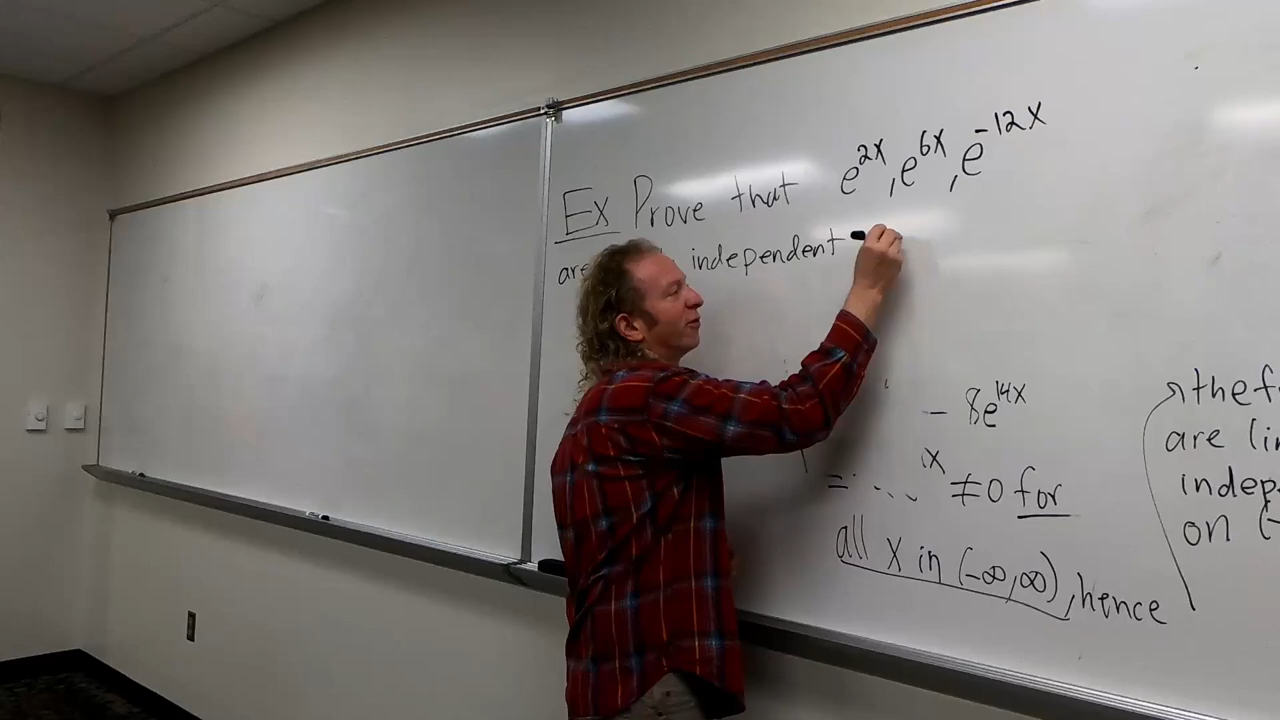 Ex Prove that e^{2x}, e^{6x}, e^{-12x}
are independent
- 8e^{14x}
= ... x ≠0 for
all x in (-∞,∞), hence
the f
are lin
indep
on (-